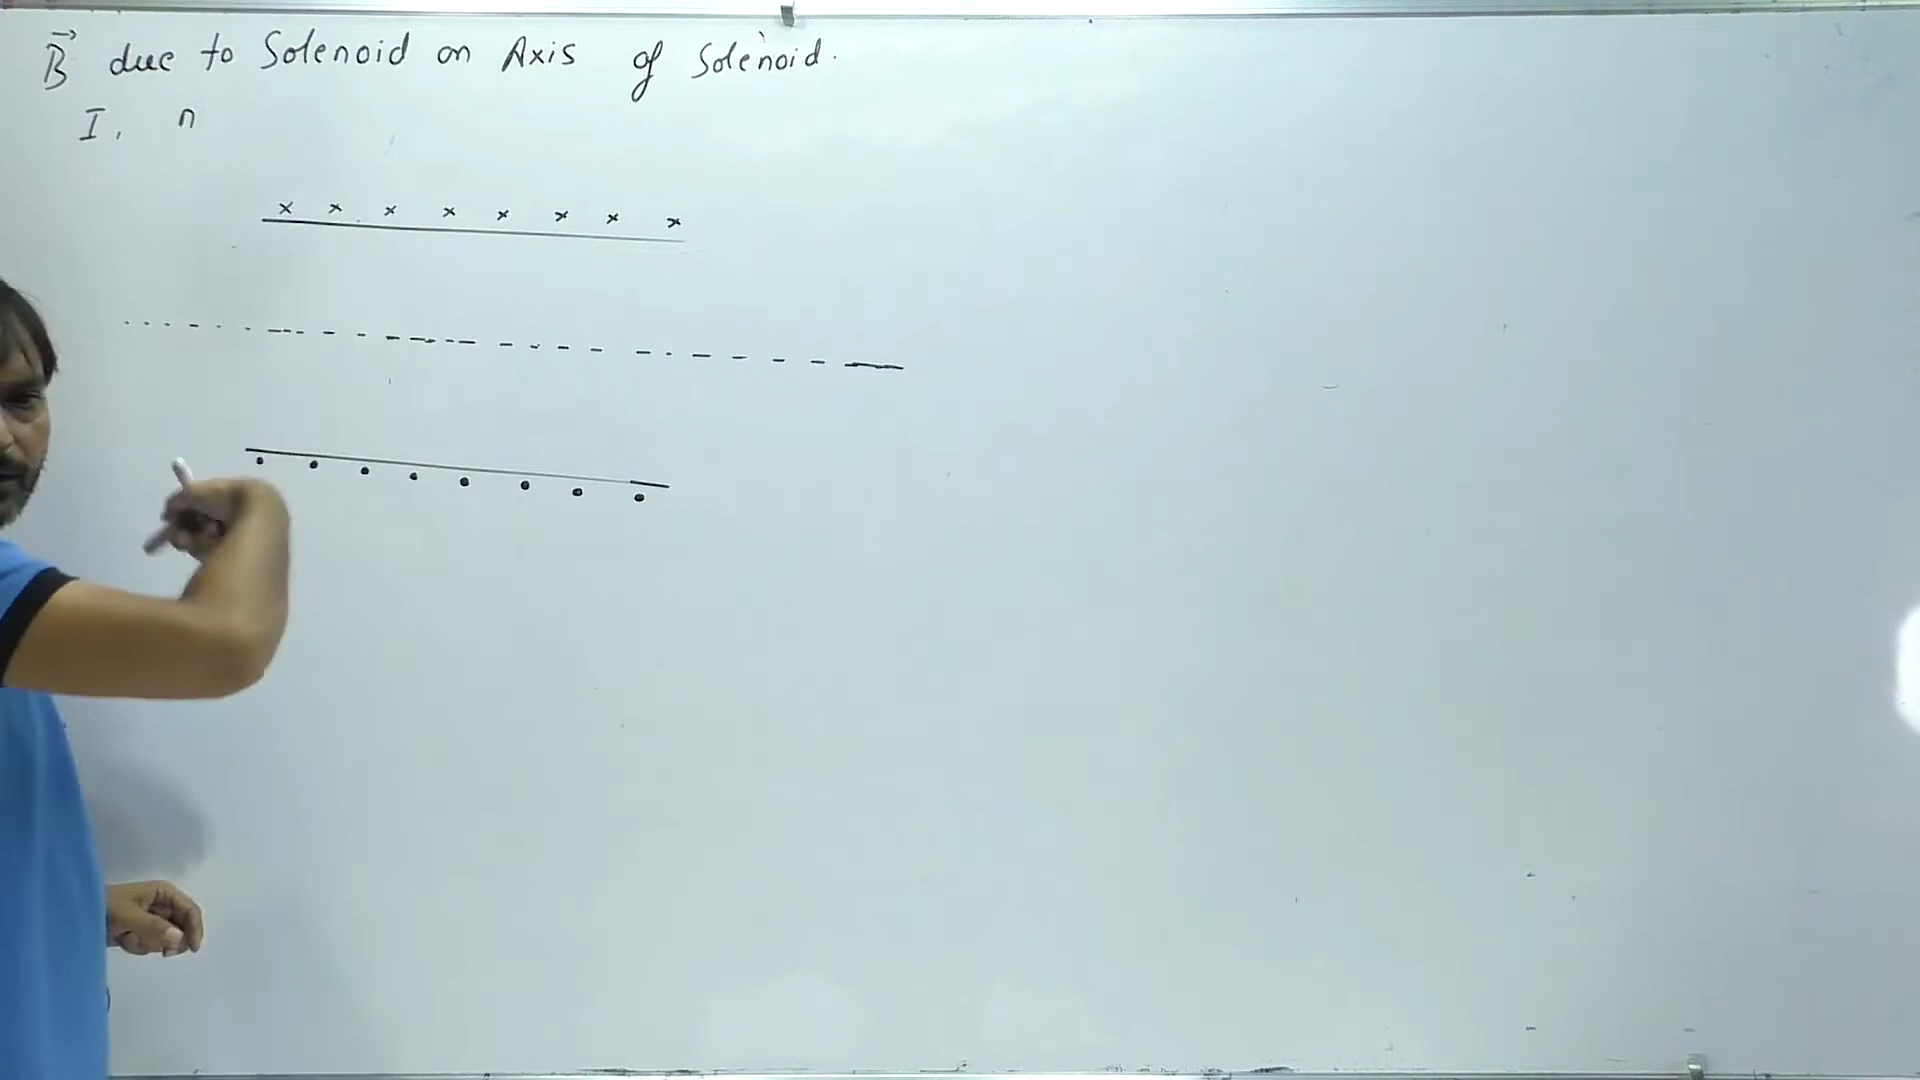 B⃗ due to Solenoid on Axis of Solenoid.
I, n
x x x x x x x x